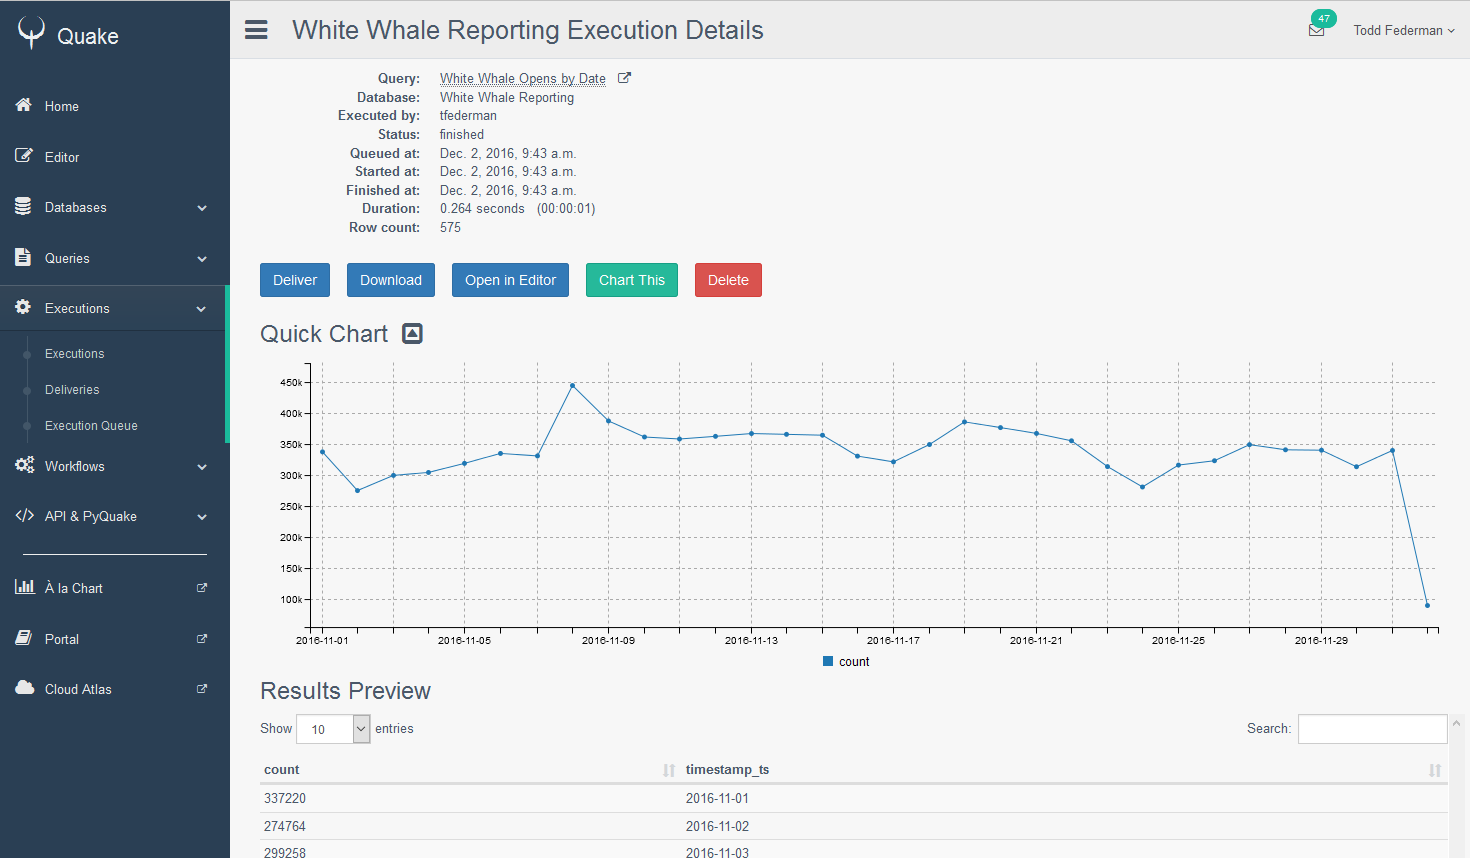 Quake
White Whale Reporting Execution Details
47
Todd Federman
Home
Editor
Databases
Queries
Executions
Executions
Deliveries
Execution Queue
Workflows
API & PyQuake
À la Chart
Portal
Cloud Atlas
Query: White Whale Opens by Date
Database: White Whale Reporting
Executed by: tfederman
Status: finished
Queued at: Dec. 2, 2016, 9:43 a.m.
Started at: Dec. 2, 2016, 9:43 a.m.
Finished at: Dec. 2, 2016, 9:43 a.m.
Duration: 0.264 seconds (00:00:01)
Row count: 575
Deliver Download Open in Editor Chart This Delete
Quick Chart
450k
400k
350k
300k
250k
200k
150k
100k
2016-11-01 2016-11-05 2016-11-09 2016-11-13 2016-11-17 2016-11-21 2016-11-25 2016-11-29
count
Results Preview
Show 10 entries Search:
count timestamp_ts
337220 2016-11-01
274764 2016-11-02
299258 2016-11-03